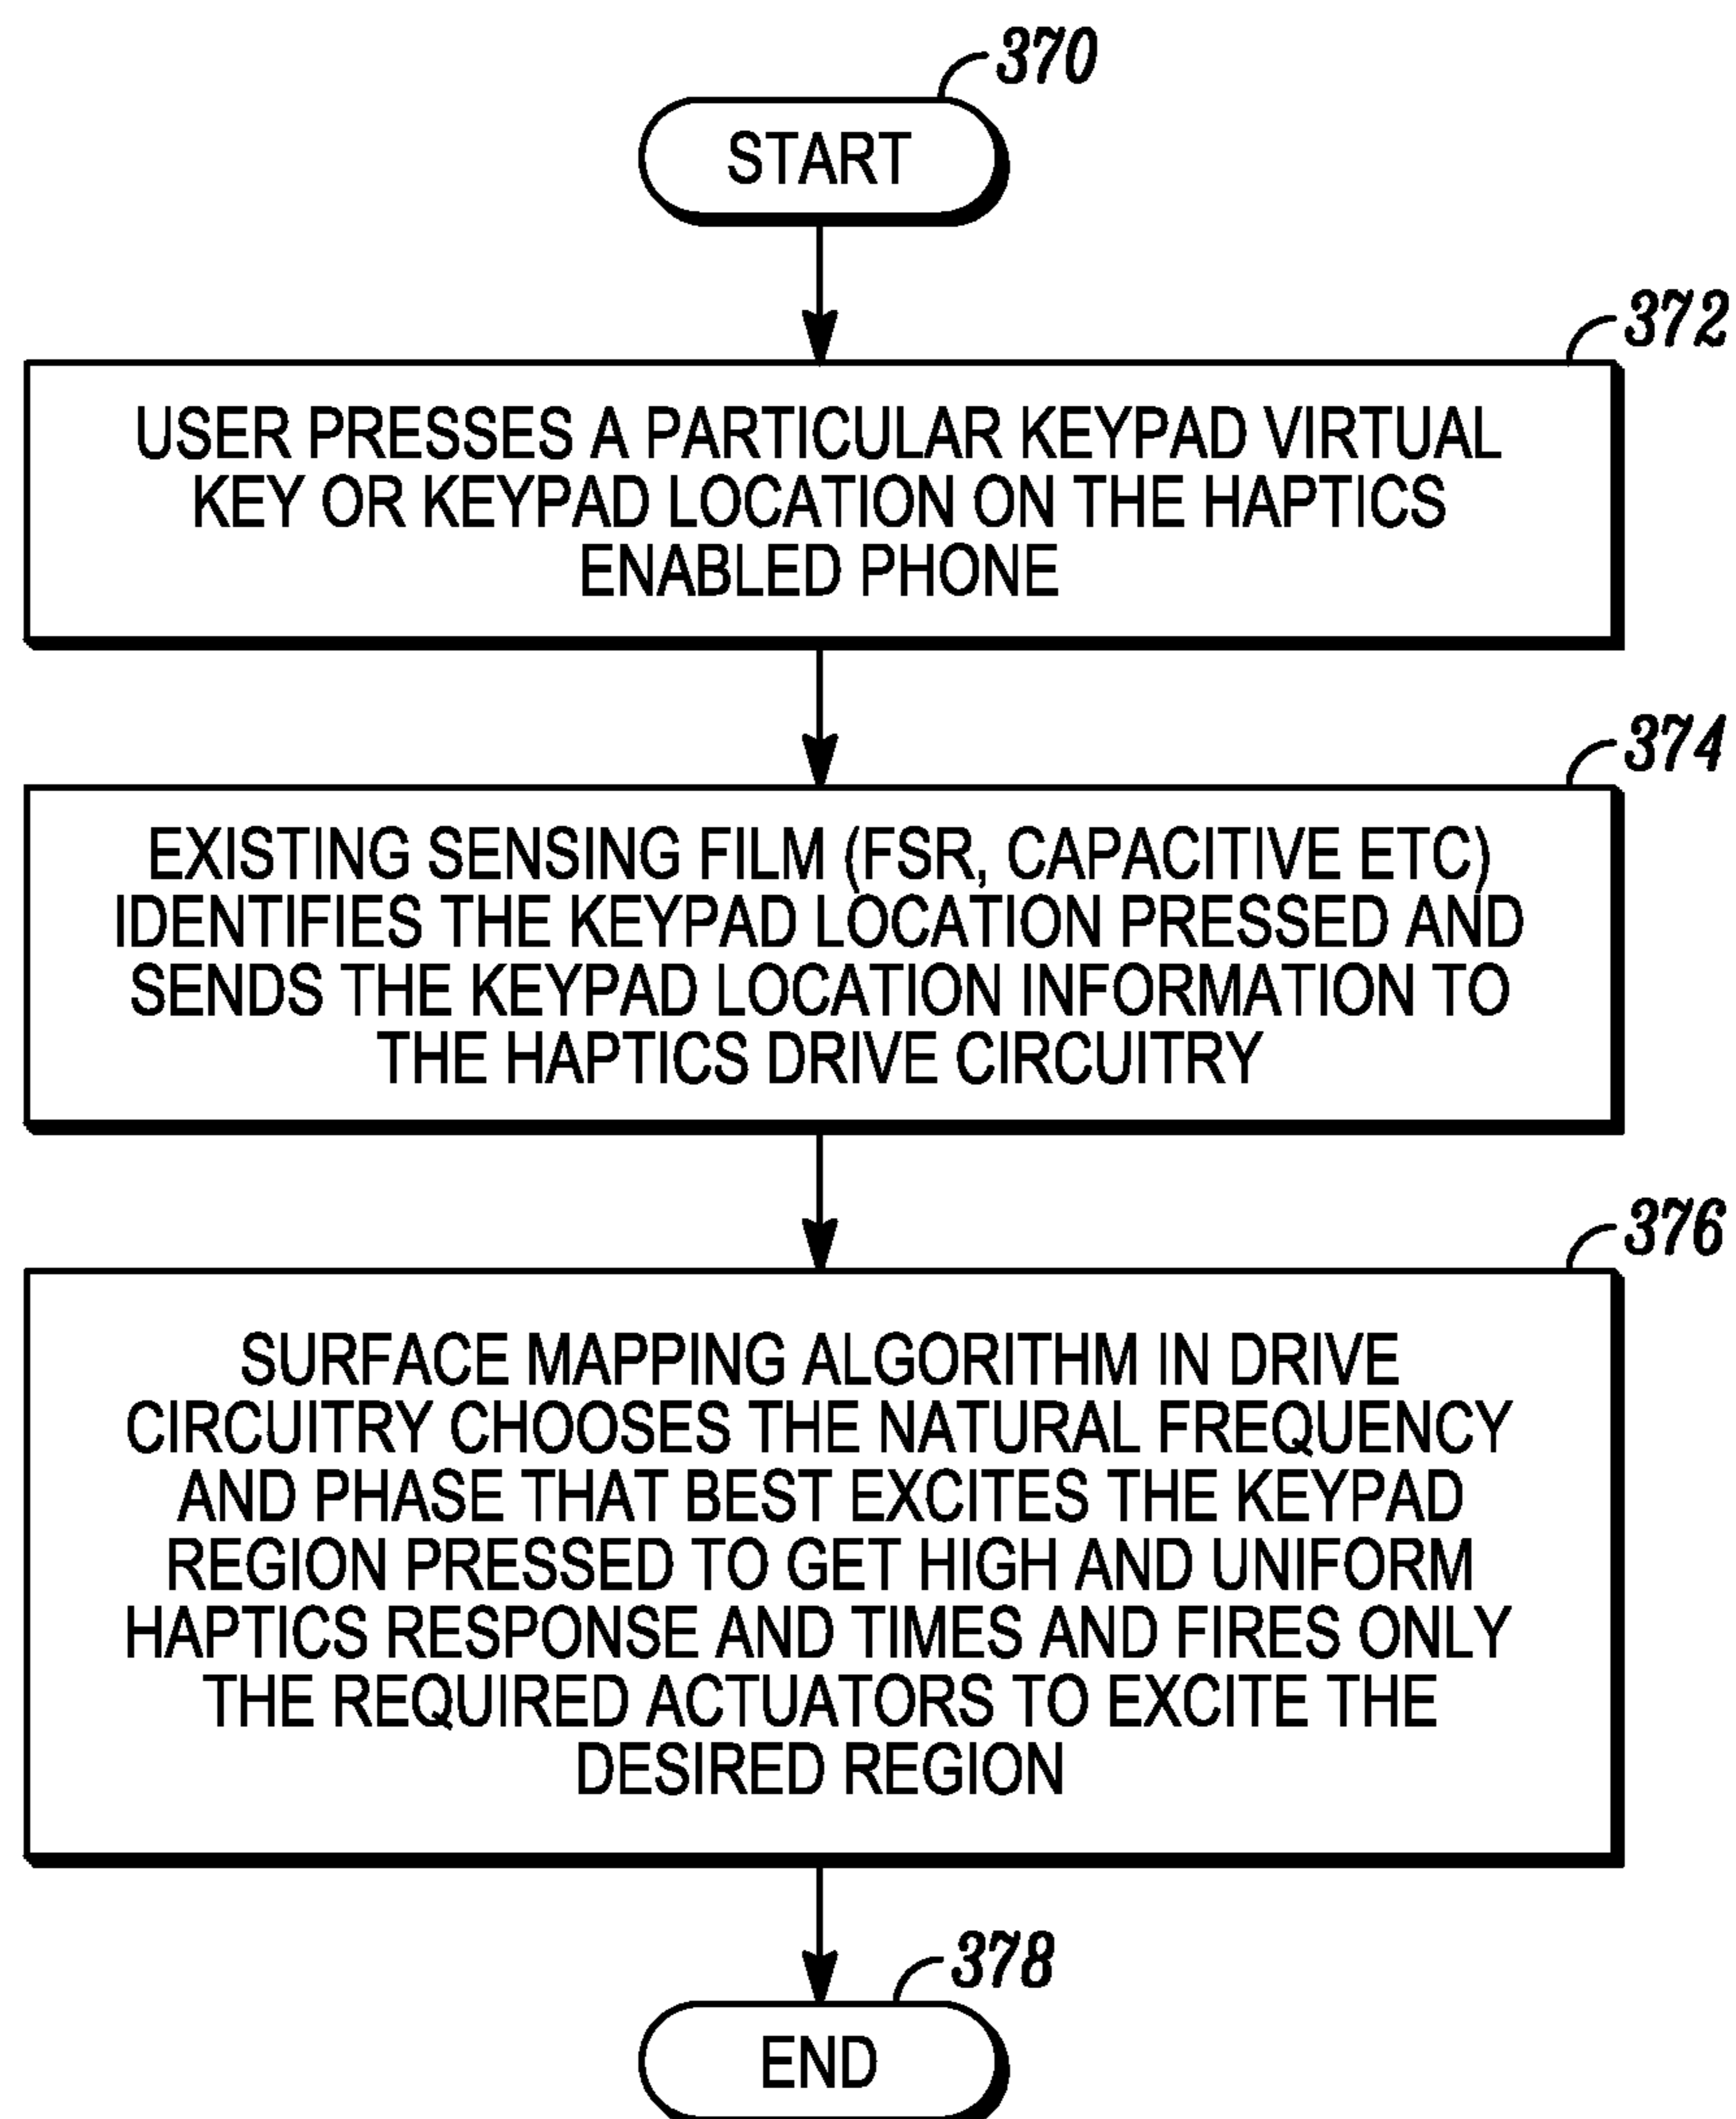 370
START
372
USER PRESSES A PARTICULAR KEYPAD VIRTUAL
KEY OR KEYPAD LOCATION ON THE HAPTICS
ENABLED PHONE
374
EXISTING SENSING FILM (FSR, CAPACITIVE ETC)
IDENTIFIES THE KEYPAD LOCATION PRESSED AND
SENDS THE KEYPAD LOCATION INFORMATION TO
THE HAPTICS DRIVE CIRCUITRY
376
SURFACE MAPPING ALGORITHM IN DRIVE
CIRCUITRY CHOOSES THE NATURAL FREQUENCY
AND PHASE THAT BEST EXCITES THE KEYPAD
REGION PRESSED TO GET HIGH AND UNIFORM
HAPTICS RESPONSE AND TIMES AND FIRES ONLY
THE REQUIRED ACTUATORS TO EXCITE THE
DESIRED REGION
378
END